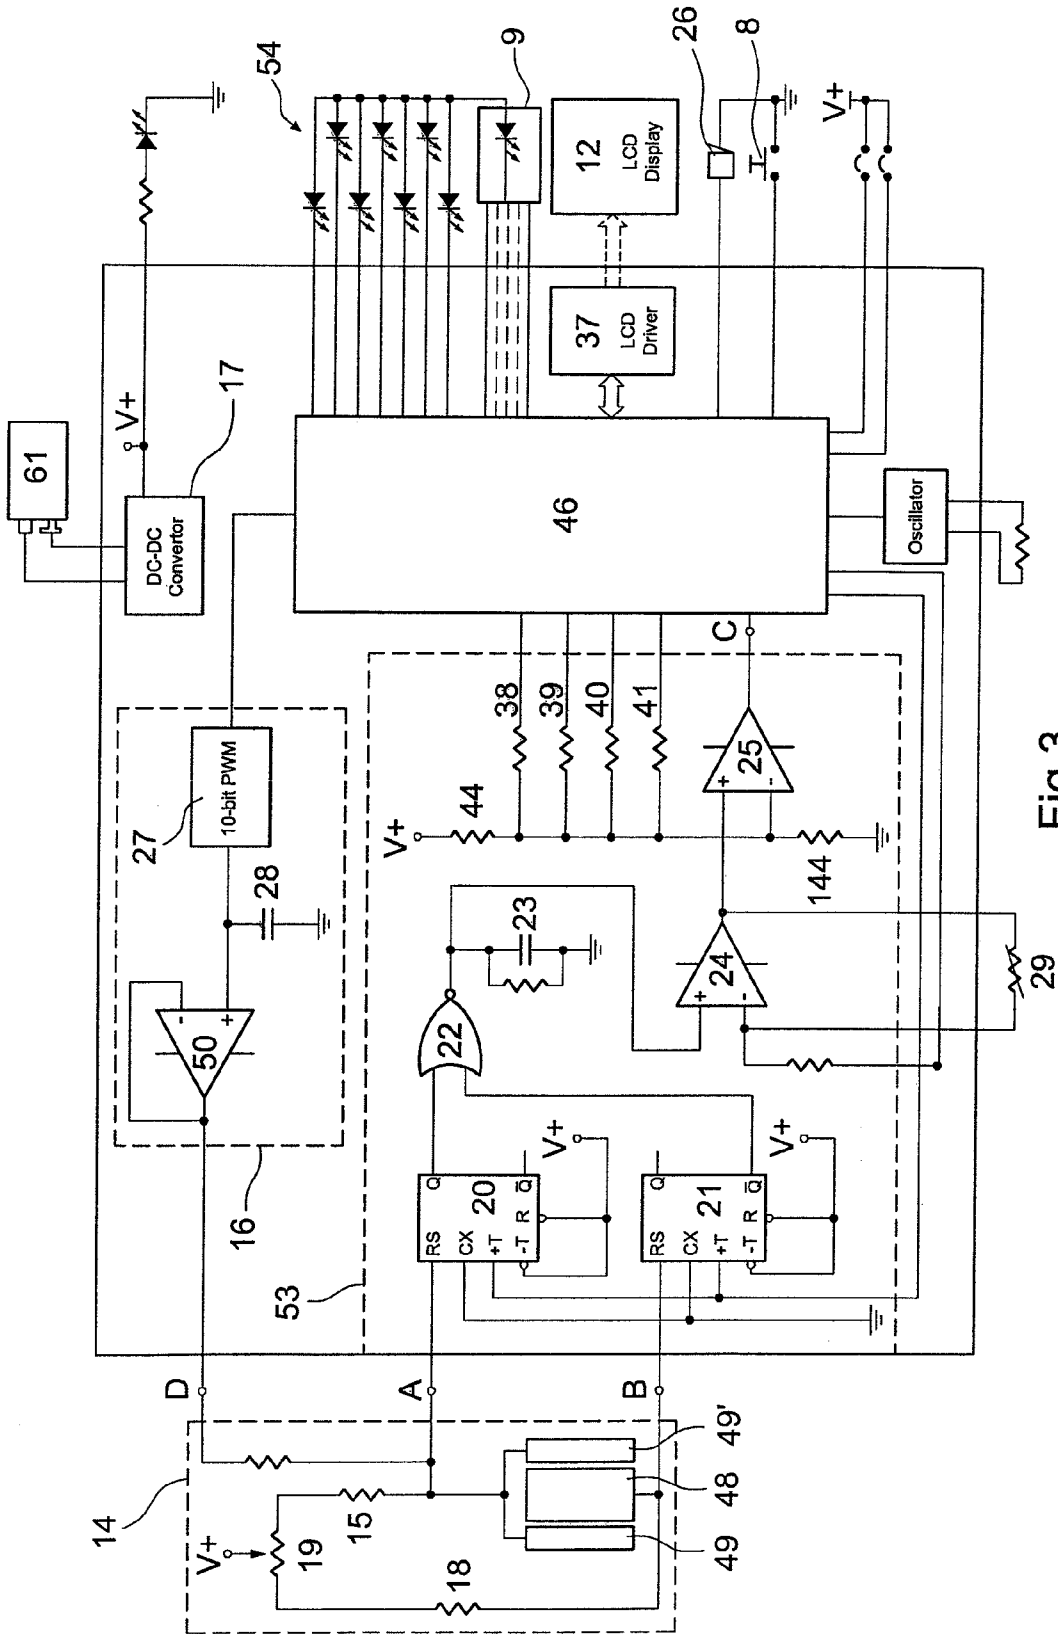 61
V+
DC-DC
Convertor
17
54
9
12
LCD
Display
37
LCD
Driver
26
8
V+
46
Oscillator
C
27
10-bit PWM
28
50
+
-
16
53
V+
44
38
39
40
41
144
25
+
-
24
+
-
29
22
23
20
RS
CX
+T
-T
R
Q
Q̅
V+
21
RS
CX
+T
-T
R
Q
Q̅
V+
D
A
B
14
V+
19
15
18
49'
48
49
Fig.3